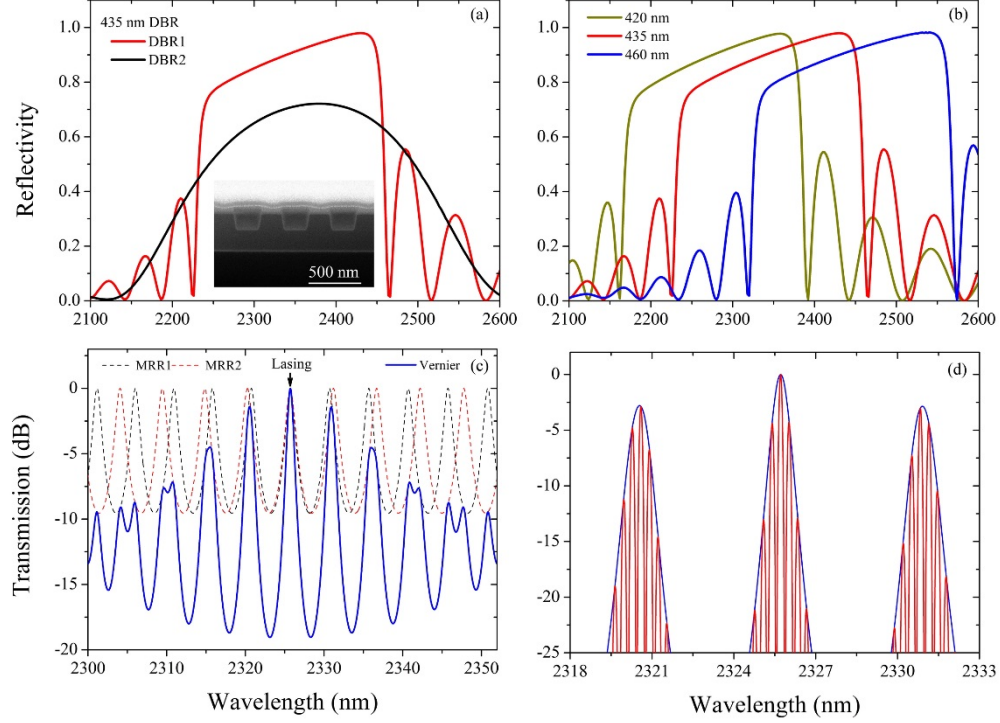 (a)
435 nm DBR
DBR1
DBR2
500 nm
Reflectivity
1.0
0.8
0.6
0.4
0.2
0.0
2100 2200 2300 2400 2500 2600
(b)
420 nm
435 nm
460 nm
1.0
0.8
0.6
0.4
0.2
0.0
2100 2200 2300 2400 2500 2600
Lasing
MRR1 MRR2 (c) Vernier
Transmission (dB)
0
-5
-10
-15
-20
2300 2310 2320 2330 2340 2350
Wavelength (nm)
(d)
0
-5
-10
-15
-20
-25
2318 2321 2324 2327 2330 2333
Wavelength (nm)